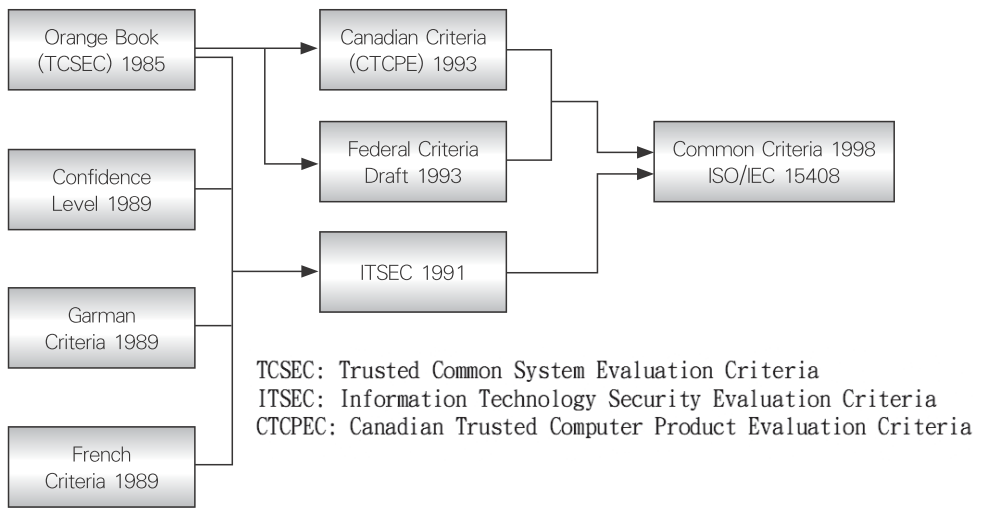 Orange Book
(TCSEC) 1985
Canadian Criteria
(CTCPE) 1993
Federal Criteria
Draft 1993
Common Criteria 1998
ISO/IEC 15408
Confidence
Level 1989
ITSEC 1991
Garman
Criteria 1989
French
Criteria 1989
TCSEC: Trusted Common System Evaluation Criteria
ITSEC: Information Technology Security Evaluation Criteria
CTCPEC: Canadian Trusted Computer Product Evaluation Criteria